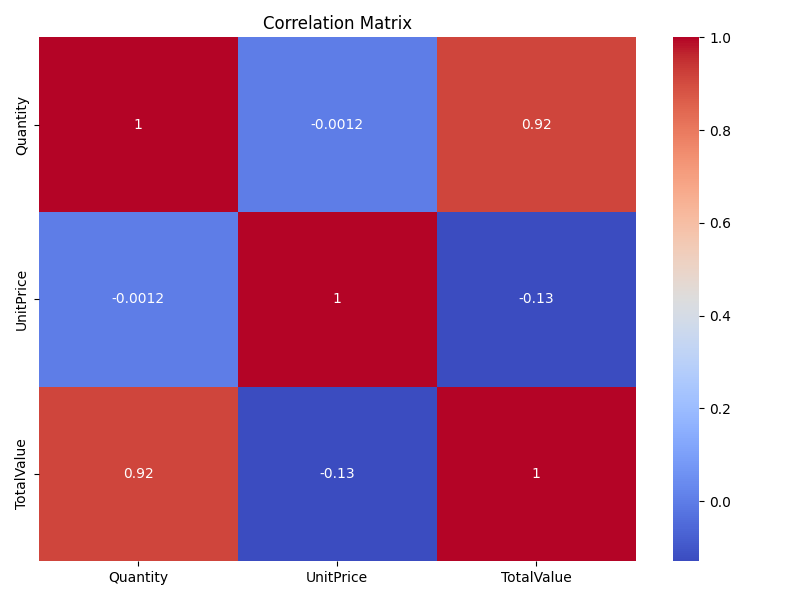 Correlation Matrix
Quantity
1
-0.0012
0.92
UnitPrice
-0.0012
1
-0.13
TotalValue
0.92
-0.13
1
Quantity
UnitPrice
TotalValue
1.0
0.8
0.6
0.4
0.2
0.0